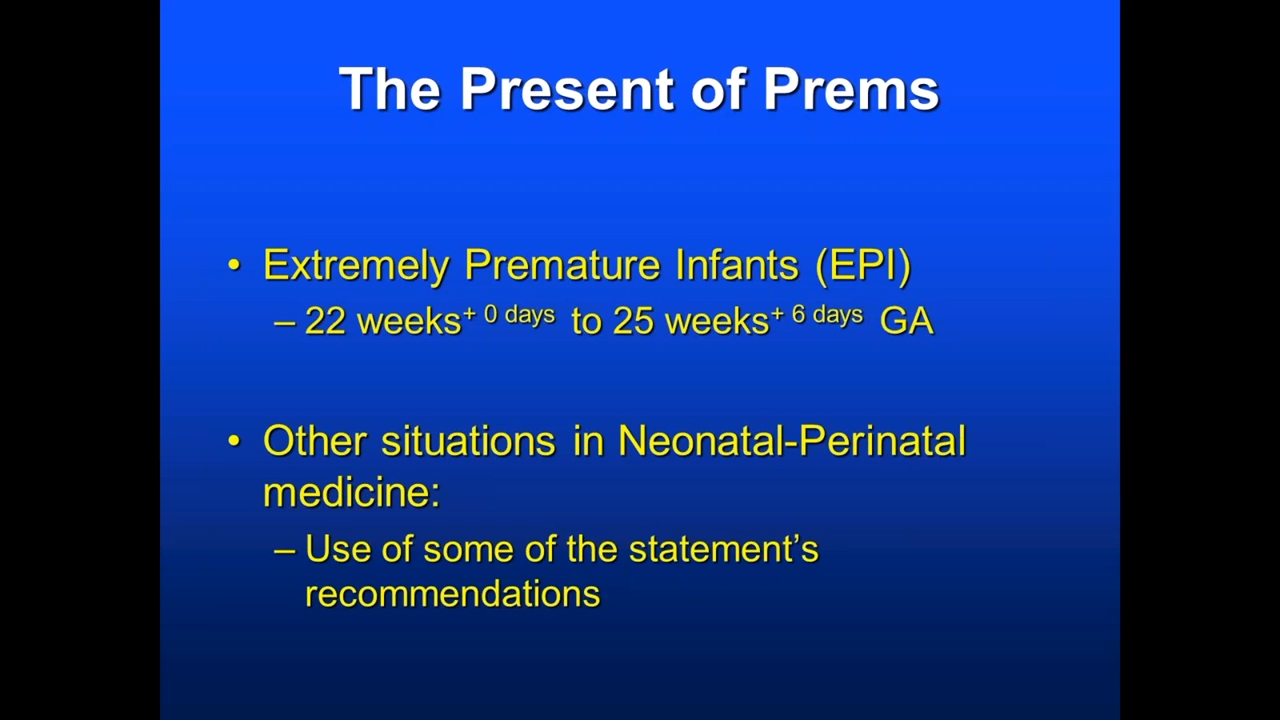 The Present of Prems
• Extremely Premature Infants (EPI)
– 22 weeks+ 0 days to 25 weeks+ 6 days GA
• Other situations in Neonatal-Perinatal
medicine:
– Use of some of the statement’s
recommendations